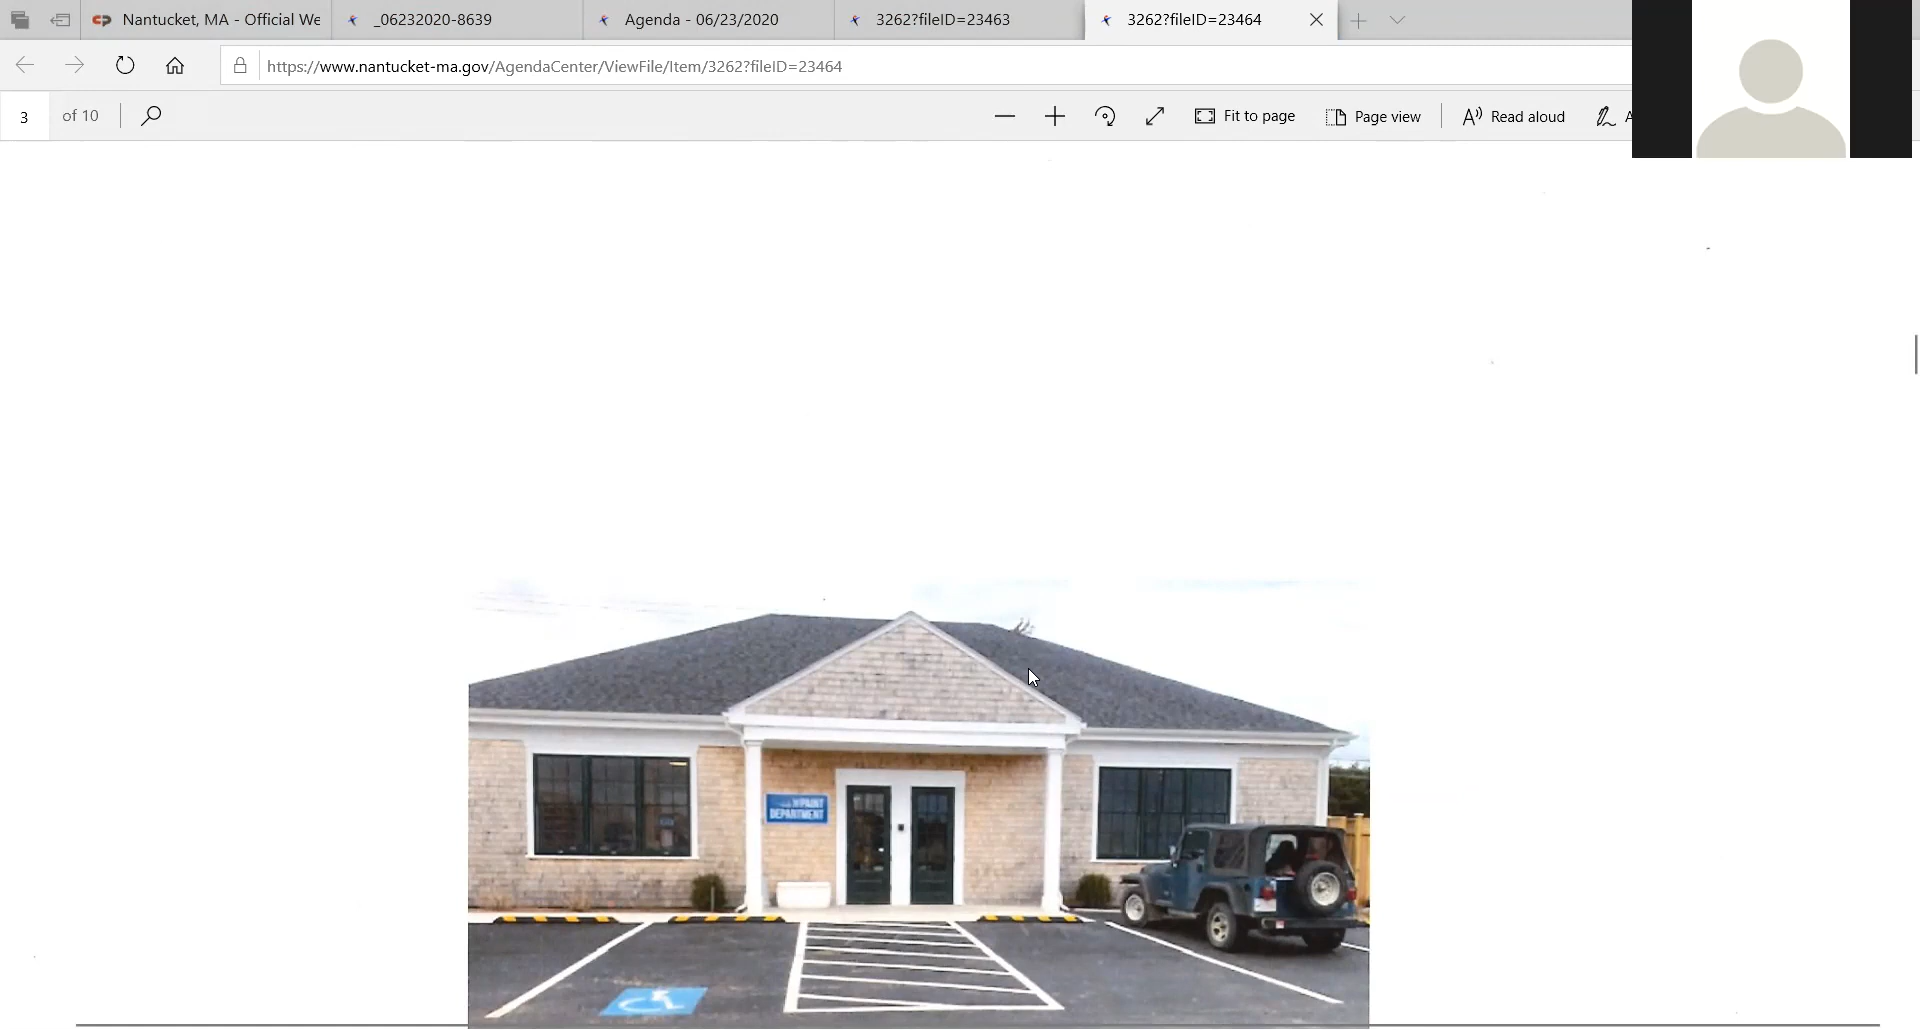 Nantucket, MA - Official We
_06232020-8639
Agenda - 06/23/2020
3262?fileID=23463
3262?fileID=23464
https://www.nantucket-ma.gov/AgendaCenter/ViewFile/Item/3262?fileID=23464
3 of 10
Fit to page
Page view
Read aloud
PAINT
DEPARTMENT